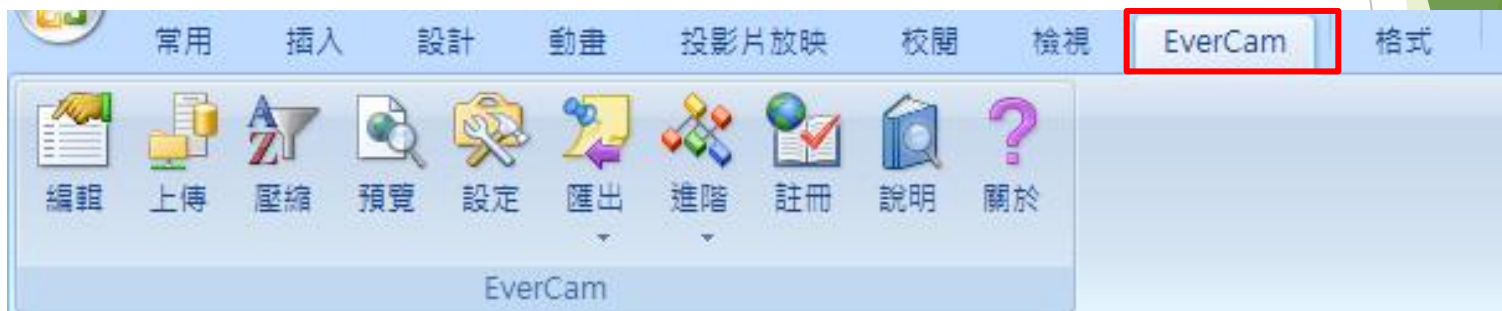 常用 插入 設計 動畫 投影片放映 校閱 檢視 EverCam 格式
編輯 上傳 壓縮 預覽 設定 匯出 進階 註冊 說明 關於
EverCam